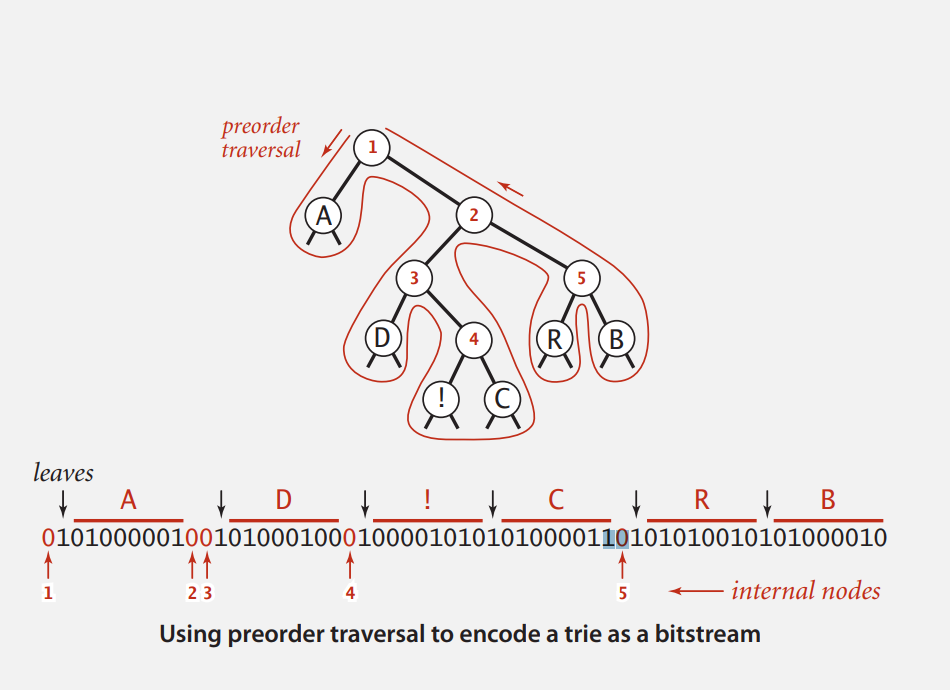 preorder
traversal
1
A
2
3
5
D
4
R
B
!
C
leaves
A D ! C R B
01010000010010100010001000010101010000110101010010101000010
1 2 3 4 5 internal nodes
Using preorder traversal to encode a trie as a bitstream